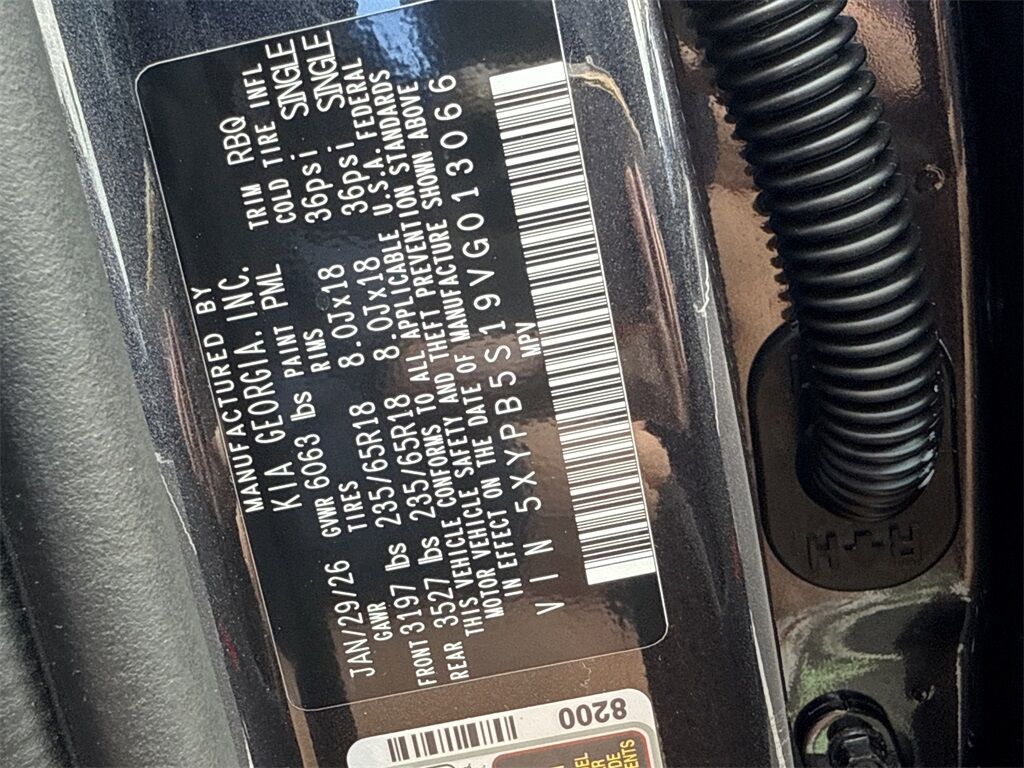 MANUFACTURED BY
KIA GEORGIA. INC.
JAN/29/26 GVWR 6063 lbs PAINT PML TRIM RBQ
GAWR TIRES RIMS COLD TIRE INFL
FRONT 3197 lbs 235/65R18 8.0Jx18 36psi SINGLE
REAR 3527 lbs 235/65R18 8.0Jx18 36psi SINGLE
THIS VEHICLE CONFORMS TO ALL APPLICABLE U.S.A. FEDERAL
MOTOR VEHICLE SAFETY AND THEFT PREVENTION STANDARDS
IN EFFECT ON THE DATE OF MANUFACTURE SHOWN ABOVE
VIN 5XYPB5S19VG013066
MPV
8200